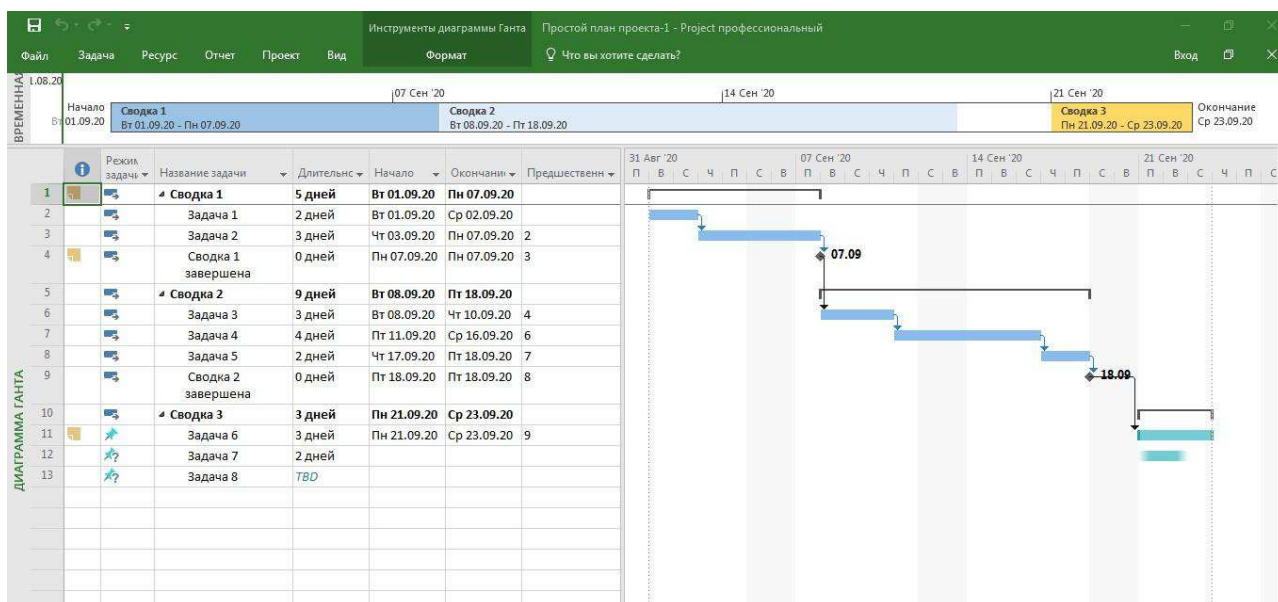 Инструменты диаграммы Ганта Простой план проекта-1 - Project профессиональный
Файл Задача Ресурс Отчет Проект Вид Формат Что вы хотите сделать? Вход
ВРЕМЕННАЯ
1.08.20
07 Сен '20 14 Сен '20 21 Сен '20
Начало
Вт 01.09.20
Сводка 1
Вт 01.09.20 - Пн 07.09.20
Сводка 2
Вт 08.09.20 - Пт 18.09.20
Сводка 3
Пн 21.09.20 - Ср 23.09.20
Окончание
Ср 23.09.20
ДИАГРАММА ГАНТА
Режим
задачи Название задачи Длительнс Начало Окончани Предшественн
31 Авг '20 07 Сен '20 14 Сен '20 21 Сен '20
П В С Ч П С В П В С Ч П С В П В С Ч П С В П В С Ч П С
1 Сводка 1 5 дней Вт 01.09.20 Пн 07.09.20
2 Задача 1 2 дней Вт 01.09.20 Ср 02.09.20
3 Задача 2 3 дней Чт 03.09.20 Пн 07.09.20 2
4 Сводка 1 0 дней Пн 07.09.20 Пн 07.09.20 3 07.09
завершена
5 Сводка 2 9 дней Вт 08.09.20 Пт 18.09.20
6 Задача 3 3 дней Вт 08.09.20 Чт 10.09.20 4
7 Задача 4 4 дней Пт 11.09.20 Ср 16.09.20 6
8 Задача 5 2 дней Чт 17.09.20 Пт 18.09.20 7
9 Сводка 2 0 дней Пт 18.09.20 Пт 18.09.20 8 18.09
завершена
10 Сводка 3 3 дней Пн 21.09.20 Ср 23.09.20
11 Задача 6 3 дней Пн 21.09.20 Ср 23.09.20 9
12 Задача 7 2 дней
13 Задача 8 TBD